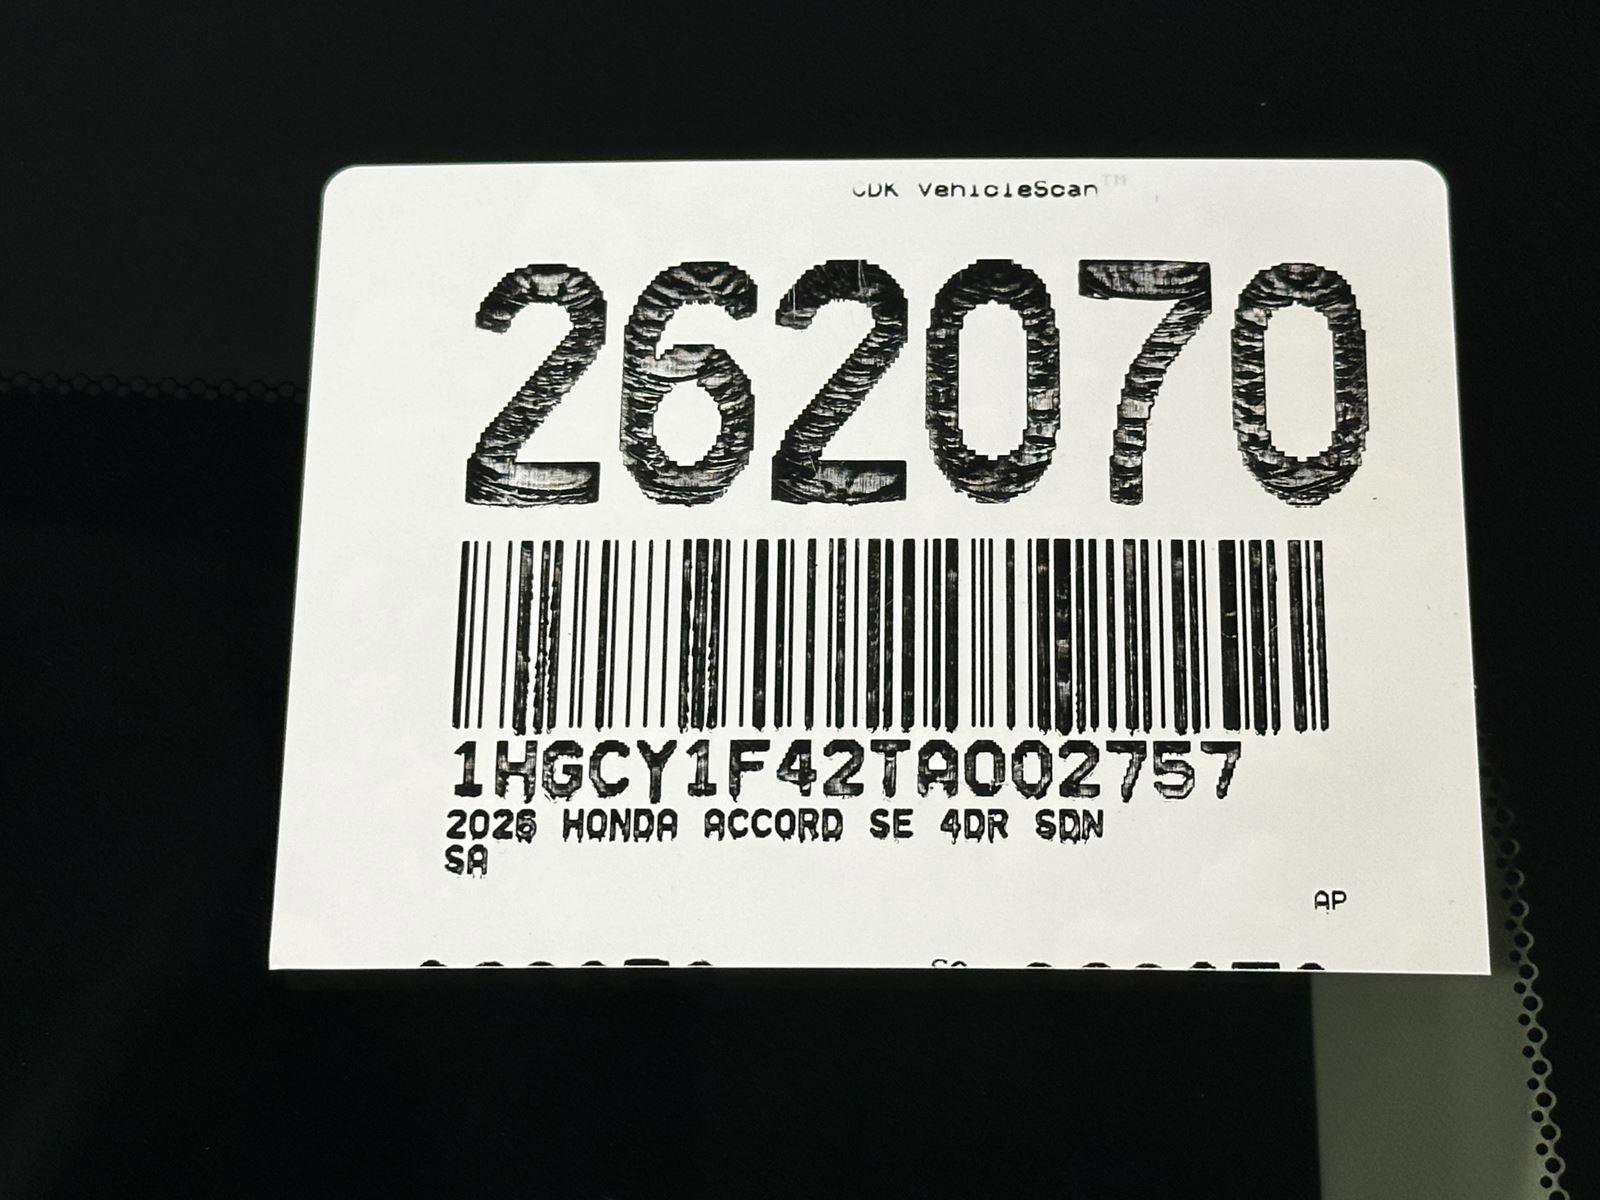 CDK VehicleScan™
262070
1HGCY1F42TA002757
2026 HONDA ACCORD SE 4DR SDN
SA
AP